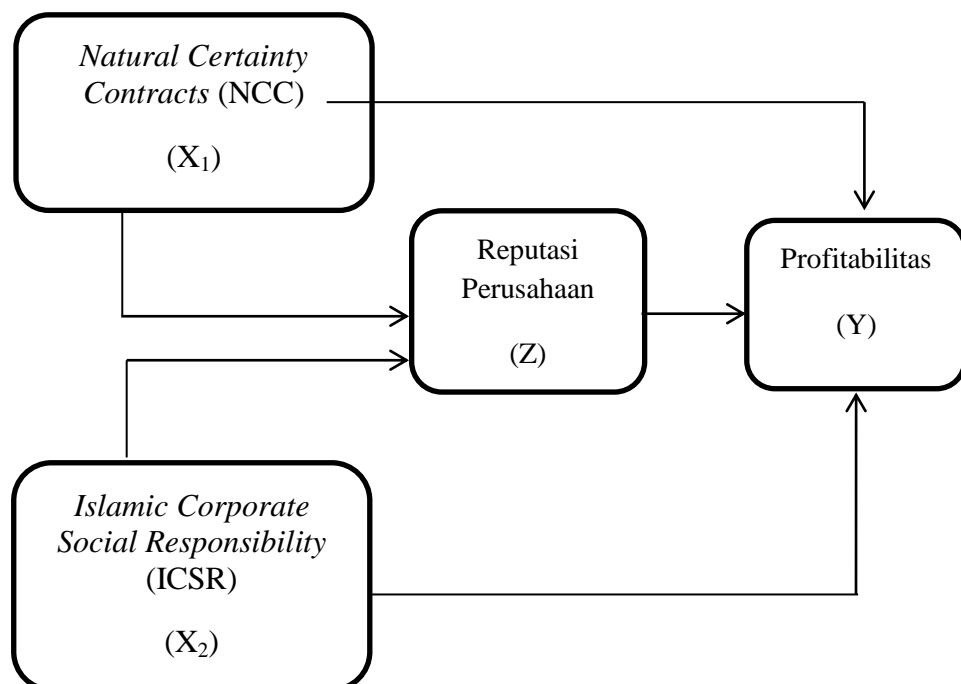 Natural Certainty
Contracts (NCC)
(X₁)
Reputasi
Perusahaan
(Z)
Profitabilitas
(Y)
Islamic Corporate
Social Responsibility
(ICSR)
(X₂)